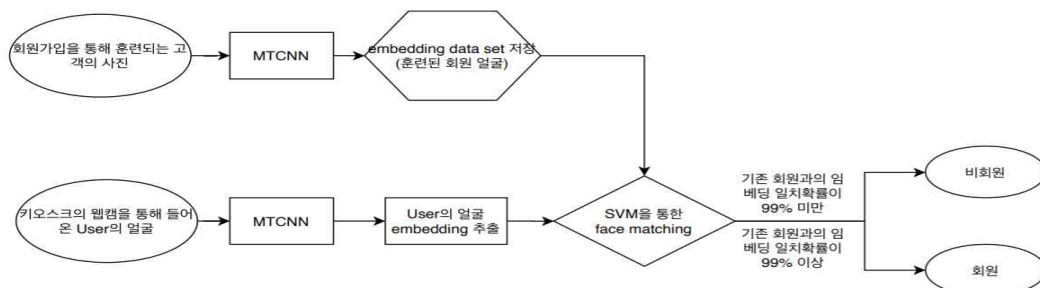 회원가입을 통해 훈련되는 고
객의 사진
MTCNN
embedding data set 저장
(훈련된 회원 얼굴)
키오스크의 웹캠을 통해 들어
온 User의 얼굴
MTCNN
User의 얼굴
embedding 추출
SVM을 통한
face matching
기존 회원과의 임
베딩 일치확률이
99% 미만
기존 회원과의 임
베딩 일치확률이
99% 이상
비회원
회원